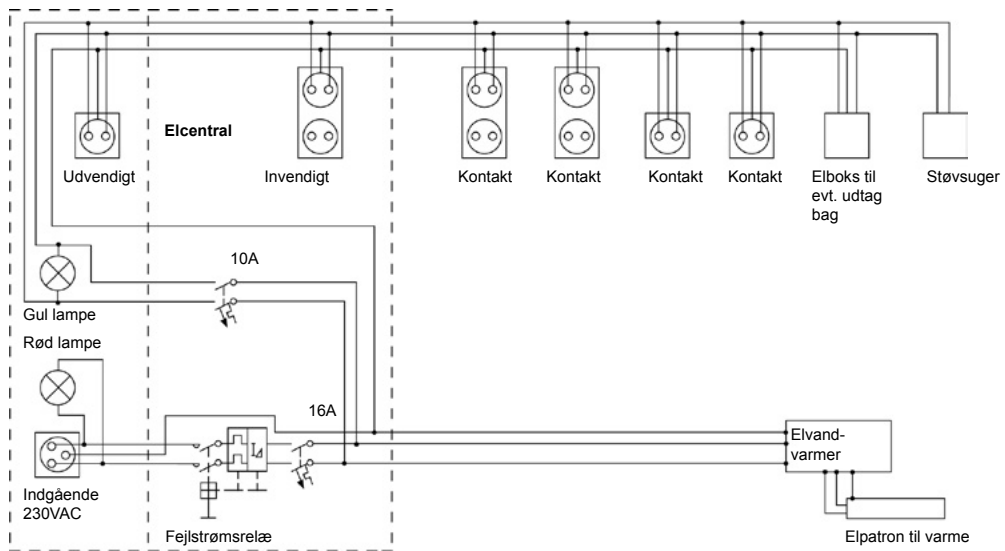 Elcentral
Udvendigt
Invendigt
Kontakt
Kontakt
Kontakt
Kontakt
Elboks til
evt. udtag
bag
Støvsuger
10A
Gul lampe
Rød lampe
16A
I⊿
Elvand-
varmer
Indgående
230VAC
Fejlstrømsrelæ
Elpatron til varme